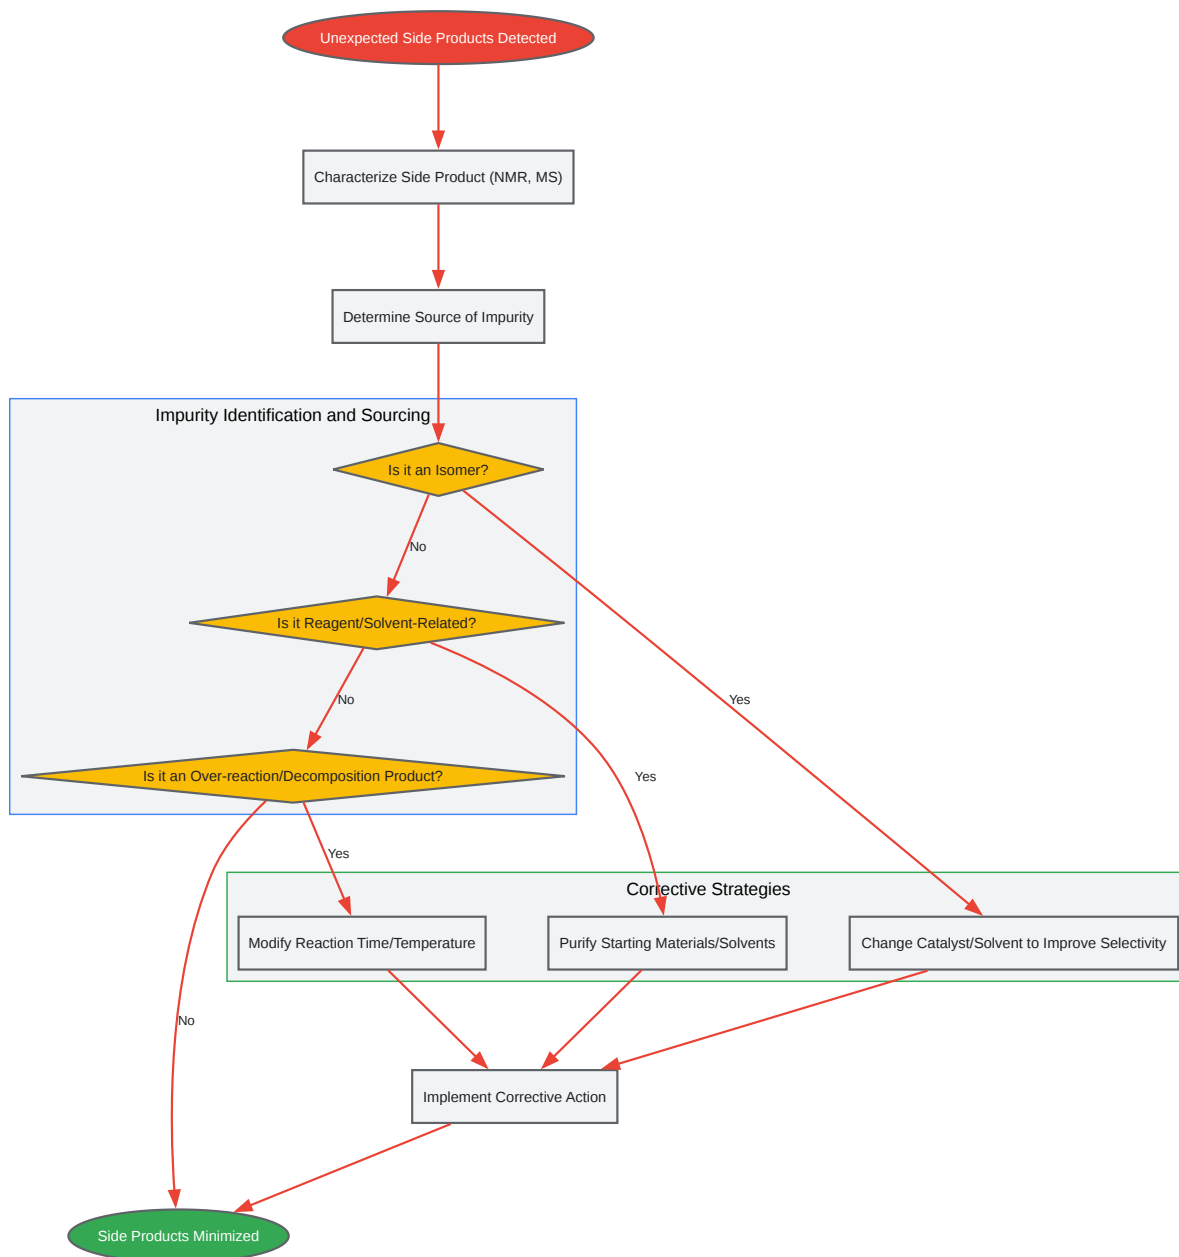 Unexpected Side Products Detected
Characterize Side Product (NMR, MS)
Determine Source of Impurity
Impurity Identification and Sourcing
Is it an Isomer?
No
Is it Reagent/Solvent-Related?
No
Yes
Is it an Over-reaction/Decomposition Product?
Yes
Yes
Corrective Strategies
Modify Reaction Time/Temperature
Purify Starting Materials/Solvents
Change Catalyst/Solvent to Improve Selectivity
No
Implement Corrective Action
Side Products Minimized